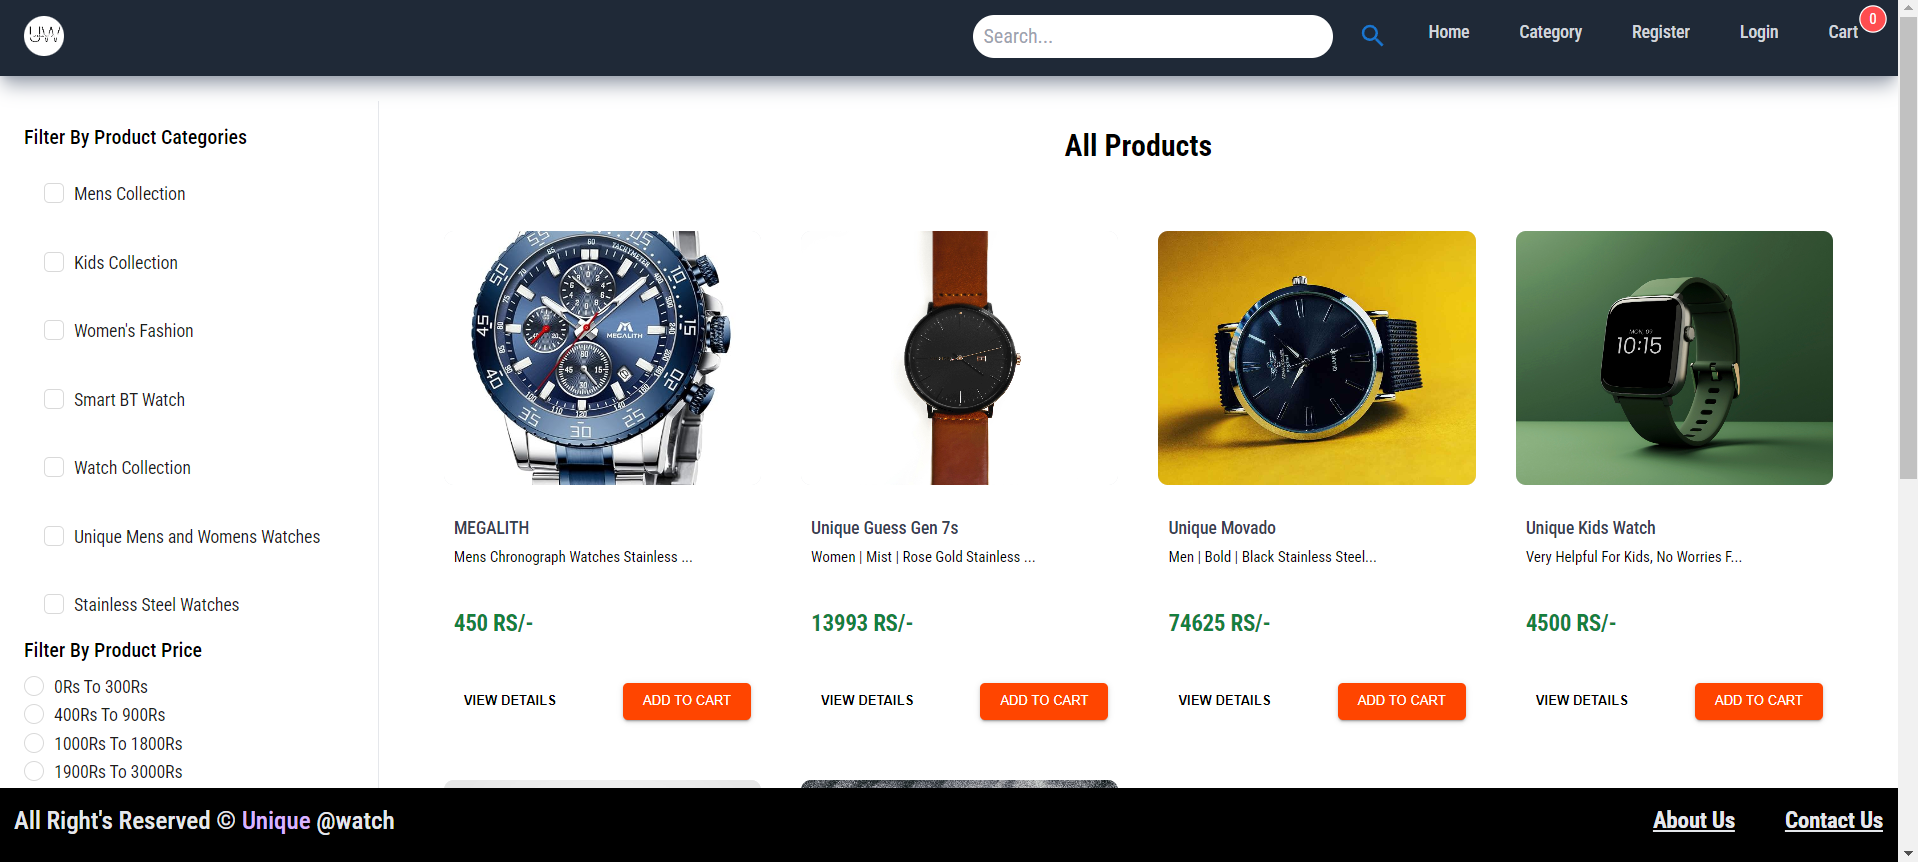 UW
Search...
Home
Category
Register
Login
Cart
0
Filter By Product Categories
Mens Collection
Kids Collection
Women's Fashion
Smart BT Watch
Watch Collection
Unique Mens and Womens Watches
Stainless Steel Watches
Filter By Product Price
0Rs To 300Rs
400Rs To 900Rs
1000Rs To 1800Rs
1900Rs To 3000Rs
All Products
TACHYMETER
MEGALITH
10:15
MEGALITH
Mens Chronograph Watches Stainless ...
450 RS/-
VIEW DETAILS
ADD TO CART
Unique Guess Gen 7s
Women | Mist | Rose Gold Stainless ...
13993 RS/-
VIEW DETAILS
ADD TO CART
Unique Movado
Men | Bold | Black Stainless Steel...
74625 RS/-
VIEW DETAILS
ADD TO CART
Unique Kids Watch
Very Helpful For Kids, No Worries F...
4500 RS/-
VIEW DETAILS
ADD TO CART
All Right's Reserved © Unique @watch
About Us
Contact Us